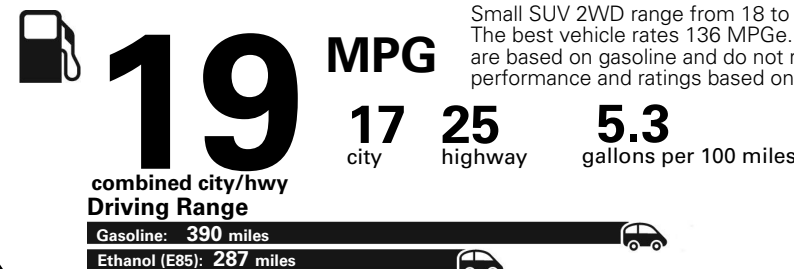 Small SUV 2WD range from 18 to
The best vehicle rates 136 MPGe.
are based on gasoline and do not
performance and ratings based on
19
MPG
17 25 5.3
city highway gallons per 100 miles
combined city/hwy
Driving Range
Gasoline: 390 miles
Ethanol (E85): 287 miles